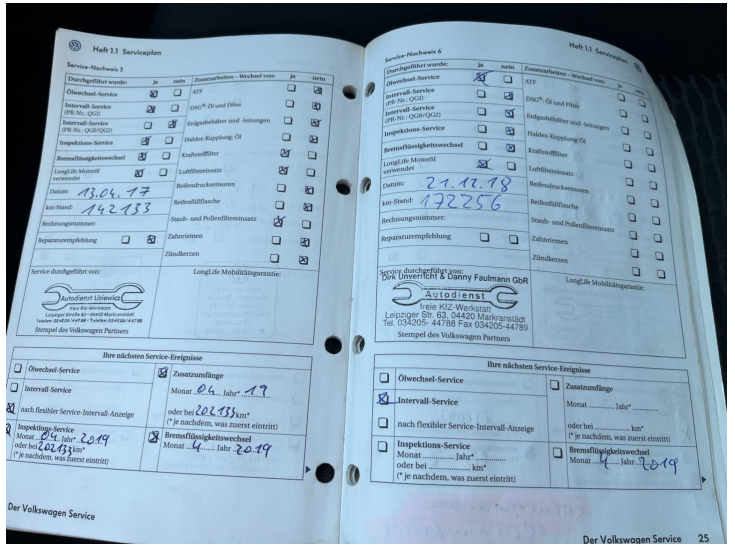 Heft 1.1 Serviceplan
Service-Nachweis 5
Durchgeführt wurde: ja nein Zusatzarbeiten – Wechsel von: ja nein
Ölwechsel-Service ATF
Intervall-Service DSG®: Öl und Filter
(PR-Nr.: QG1)
Intervall-Service Erdgasbehälter und -leitungen
(PR-Nr.: QG0/QG2)
Inspektions-Service Haldex-Kupplung: Öl
Bremsflüssigkeitswechsel Kraftstofffilter
LongLife Motoröl Luftfiltereinsatz
verwendet
Datum: 13.04.17 Reifendrucksensoren
km-Stand: 142133 Reifenfüllflasche
Rechnungsnummer: Staub- und Pollenfiltereinsatz
Reparaturempfehlung Zahnriemen
Zündkerzen
Service durchgeführt von: LongLife Mobilitätsgarantie:
Autodienst Lisiewicz
freie KfZ-Werkstatt
Leipziger Straße 63 • 04420 Markranstädt
Stempel des Volkswagen Partners
Ihre nächsten Service-Ereignisse
Ölwechsel-Service Zusatzumfänge
Intervall-Service Monat 04 Jahr* 19
nach flexibler Service-Intervall-Anzeige oder bei 202133 km*
Inspektions-Service (* je nachdem, was zuerst eintritt)
Monat 04 Jahr* 2019 Bremsflüssigkeitswechsel
oder bei 202133 km* Monat 4 Jahr 2019
(* je nachdem, was zuerst eintritt)
Der Volkswagen Service
Heft 1.1 Serviceplan
Service-Nachweis 6
Durchgeführt wurde: ja nein Zusatzarbeiten – Wechsel von: ja nein
Ölwechsel-Service ATF
Intervall-Service DSG®: Öl und Filter
(PR-Nr.: QG1)
Intervall-Service Erdgasbehälter und -leitungen
(PR-Nr.: QG0/QG2)
Inspektions-Service Haldex-Kupplung: Öl
Bremsflüssigkeitswechsel Kraftstofffilter
LongLife Motoröl Luftfiltereinsatz
verwendet
Datum: 21.12.18 Reifendrucksensoren
km-Stand: 172256 Reifenfüllflasche
Rechnungsnummer: Staub- und Pollenfiltereinsatz
Reparaturempfehlung Zahnriemen
Zündkerzen
Service durchgeführt von: LongLife Mobilitätsgarantie:
Dirk Unverricht & Danny Faulmann GbR
Autodienst
freie KfZ-Werkstatt
Leipziger Str. 63, 04420 Markranstädt
Tel. 034205- 44788 Fax 034205-44789
Stempel des Volkswagen Partners
Ihre nächsten Service-Ereignisse
Ölwechsel-Service Zusatzumfänge
Intervall-Service Monat Jahr*
nach flexibler Service-Intervall-Anzeige oder bei km*
(* je nachdem, was zuerst eintritt)
Inspektions-Service Bremsflüssigkeitswechsel
Monat Jahr* Monat 4 Jahr 2019
oder bei km*
(* je nachdem, was zuerst eintritt)
Der Volkswagen Service 25